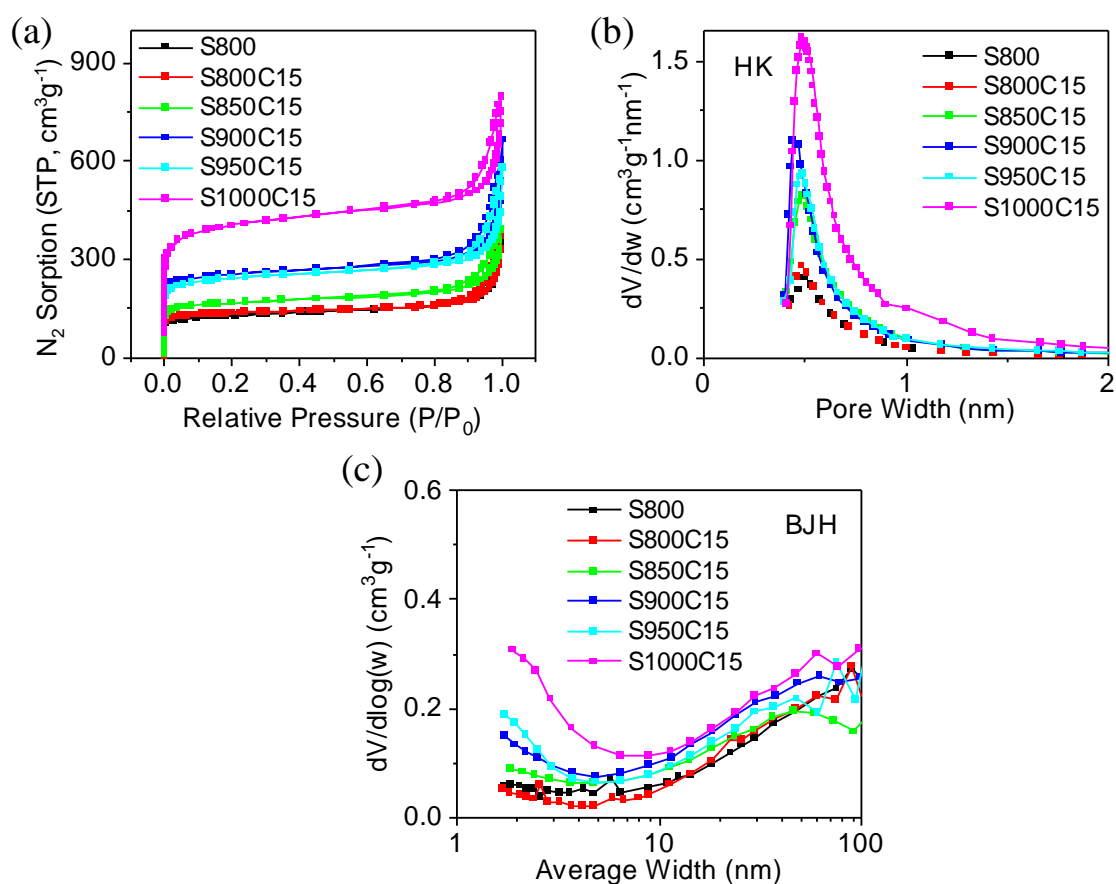 (a)
S800
S800C15
S850C15
S900C15
S950C15
S1000C15
900
600
300
0
0.0 0.2 0.4 0.6 0.8 1.0
N2 Sorption (STP, cm3g-1)
Relative Pressure (P/P0)
(b)
HK
S800
S800C15
S850C15
S900C15
S950C15
S1000C15
1.5
1.0
0.5
0.0
0 1 2
dV/dw (cm3g-1nm-1)
Pore Width (nm)
(c)
BJH
S800
S800C15
S850C15
S900C15
S950C15
S1000C15
0.6
0.4
0.2
0.0
1 10 100
dV/dlog(w) (cm3g-1)
Average Width (nm)